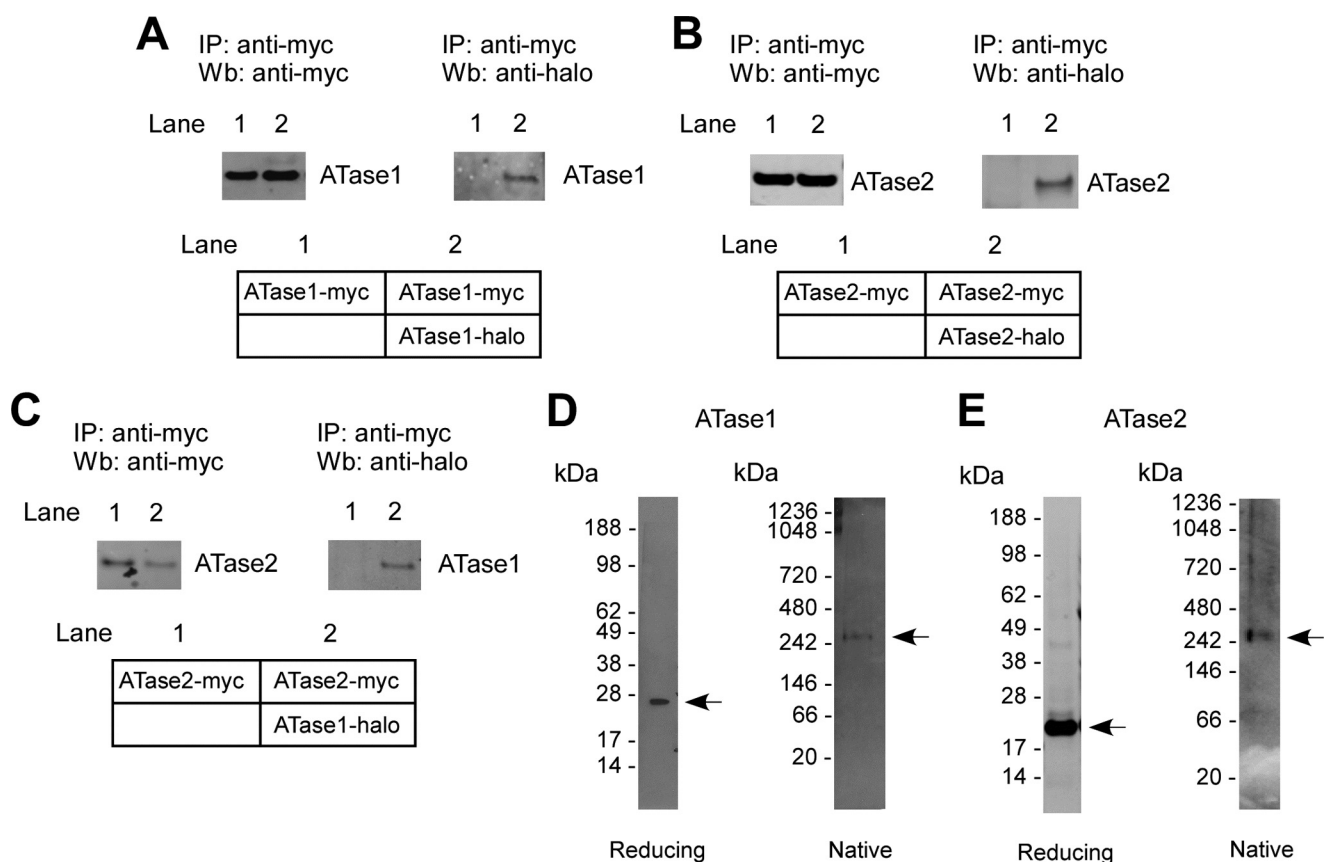 A
IP: anti-myc
Wb: anti-myc
IP: anti-myc
Wb: anti-halo
Lane 1 2
ATase1
1 2
ATase1
Lane 1 2
ATase1-myc ATase1-myc
ATase1-halo
B
IP: anti-myc
Wb: anti-myc
IP: anti-myc
Wb: anti-halo
Lane 1 2
ATase2
1 2
ATase2
Lane 1 2
ATase2-myc ATase2-myc
ATase2-halo
C
IP: anti-myc
Wb: anti-myc
IP: anti-myc
Wb: anti-halo
Lane 1 2
ATase2
1 2
ATase1
Lane 1 2
ATase2-myc ATase2-myc
ATase1-halo
D
ATase1
kDa
188 -
98 -
62 -
49 -
38 -
28 -
17 -
14 -
Reducing
kDa
1236 -
1048 -
720 -
480 -
242 -
146 -
66 -
20 -
Native
E
ATase2
kDa
188 -
98 -
62 -
49 -
38 -
28 -
17 -
14 -
Reducing
kDa
1236 -
1048 -
720 -
480 -
242 -
146 -
66 -
20 -
Native